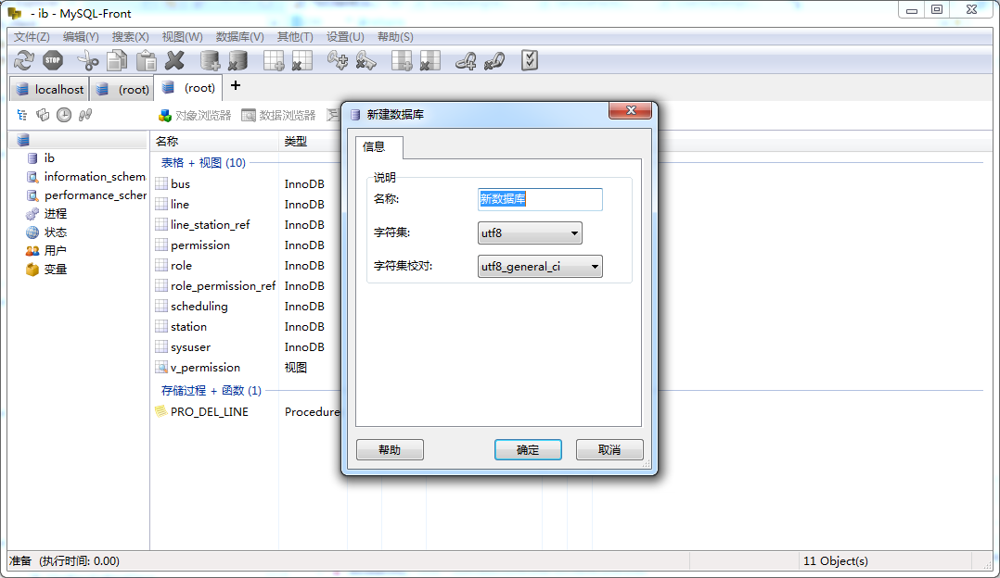 - ib - MySQL-Front
文件(Z) 编辑(Y) 搜索(X) 视图(W) 数据库(V) 其他(T) 设置(U) 帮助(S)
STOP
localhost (root) (root) +
对象浏览器 数据浏览器
ib
information_schem
performance_scher
进程
状态
用户
变量
名称 类型
表格 + 视图 (10)
bus InnoDB
line InnoDB
line_station_ref InnoDB
permission InnoDB
role InnoDB
role_permission_ref InnoDB
scheduling InnoDB
station InnoDB
sysuser InnoDB
v_permission 视图
存储过程 + 函数 (1)
PRO_DEL_LINE Procedure
新建数据库
信息
说明
名称: 新数据库
字符集: utf8
字符集校对: utf8_general_ci
帮助 确定 取消
准备 (执行时间: 0.00) 11 Object(s)